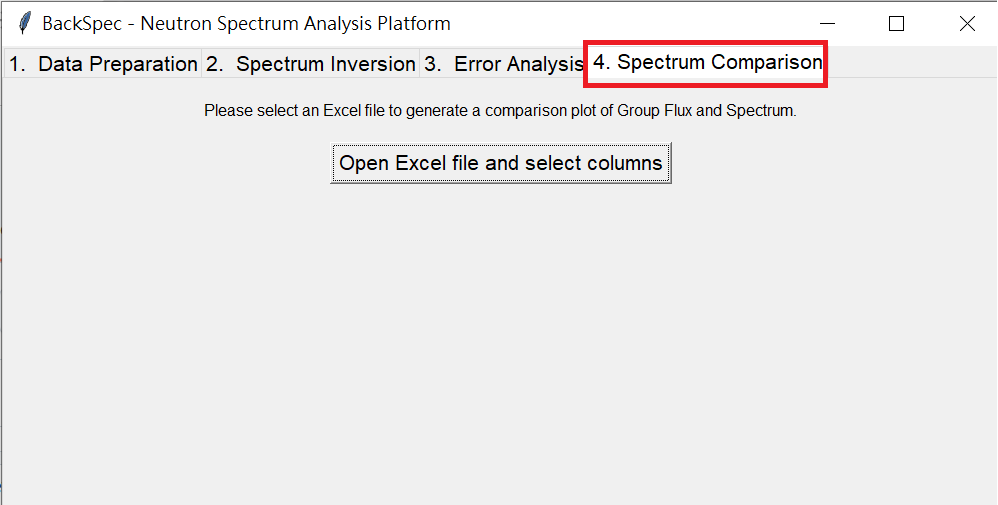 BackSpec - Neutron Spectrum Analysis Platform
1.  Data Preparation 2.  Spectrum Inversion 3.  Error Analysis 4. Spectrum Comparison
Please select an Excel file to generate a comparison plot of Group Flux and Spectrum.
Open Excel file and select columns